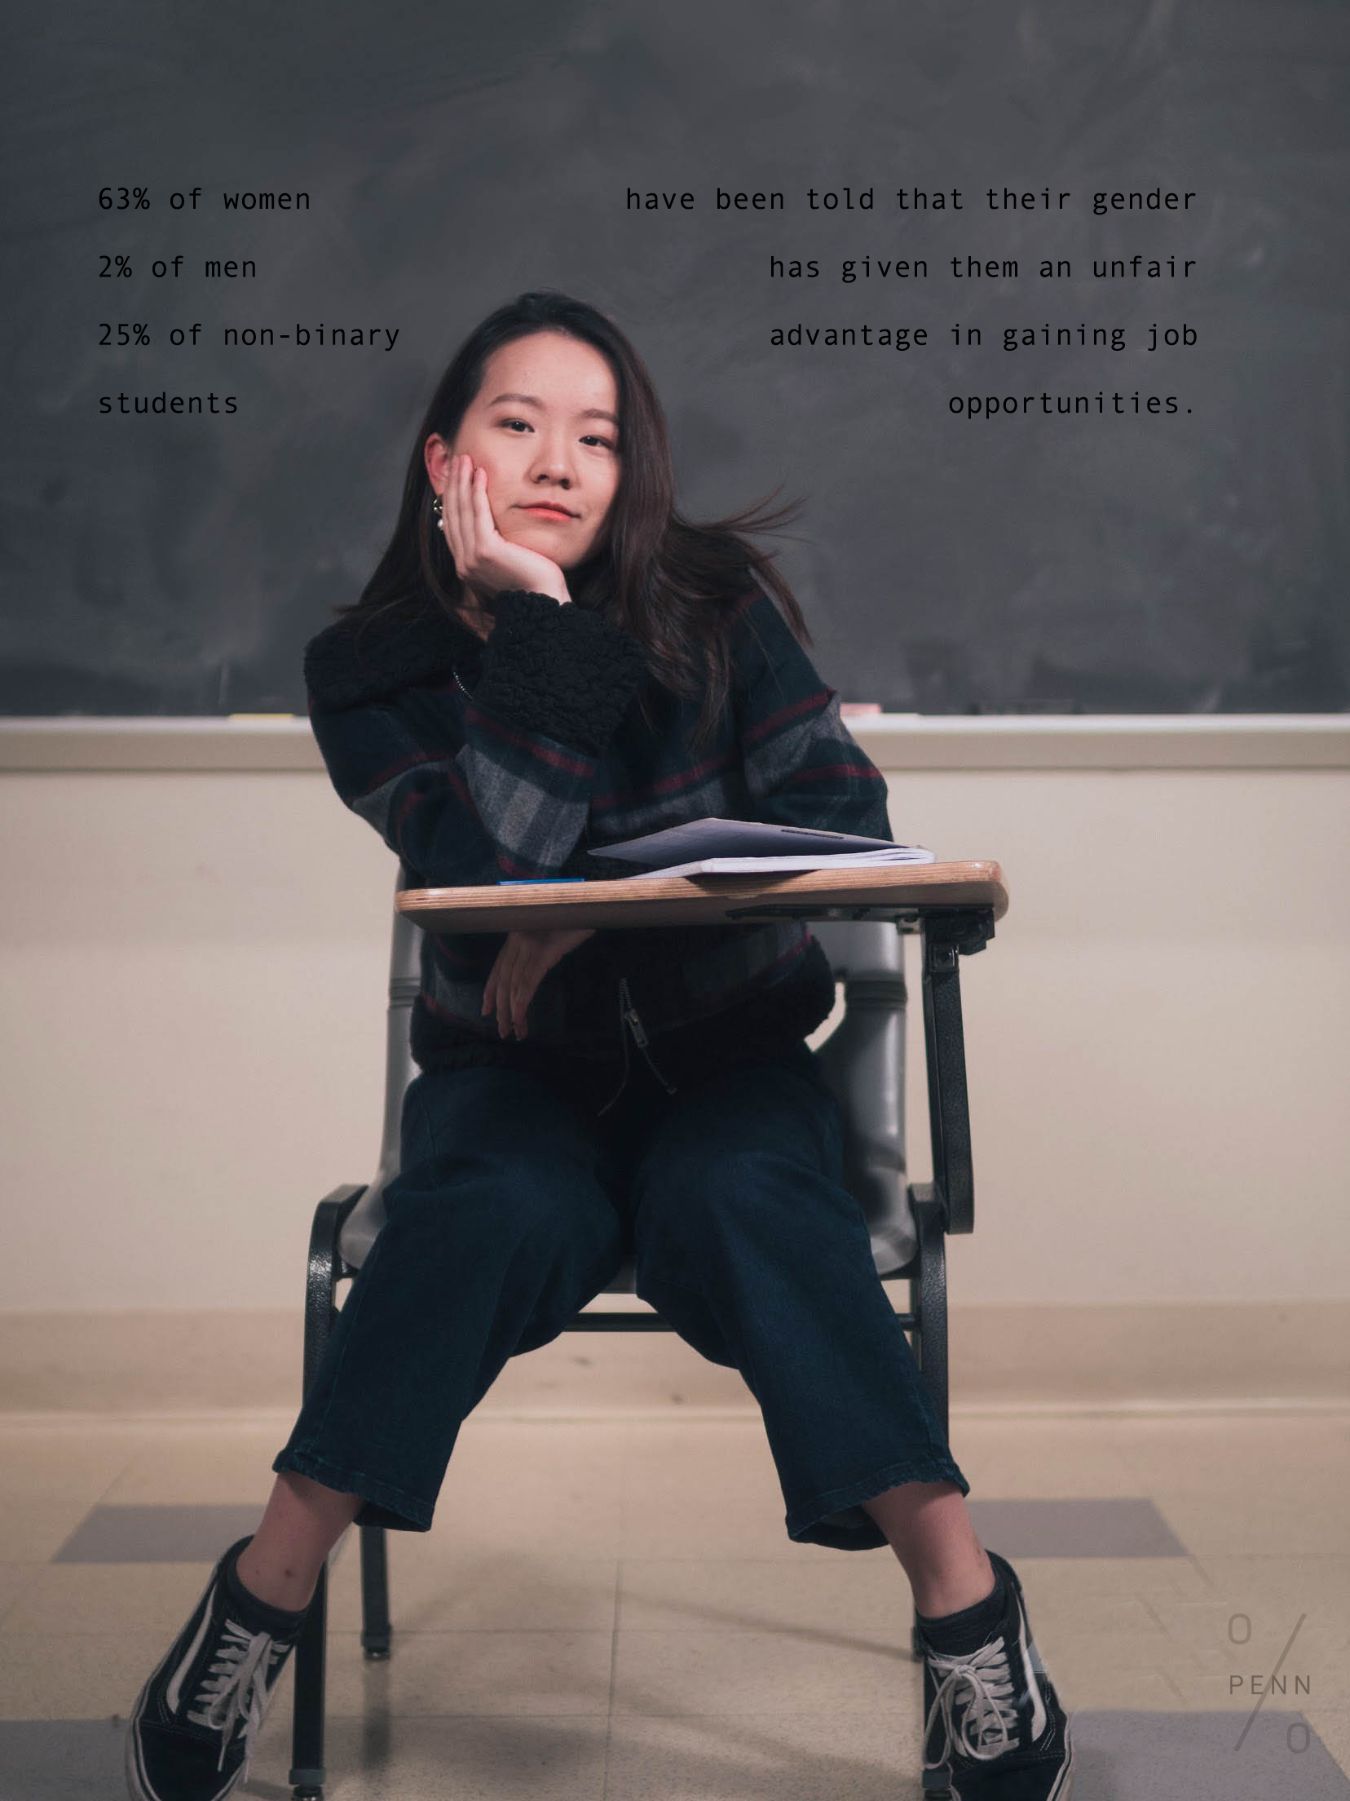 63% of women
2% of men
25% of non-binary
students
have been told that their gender
has given them an unfair
advantage in gaining job
opportunities.
O/O
PENN